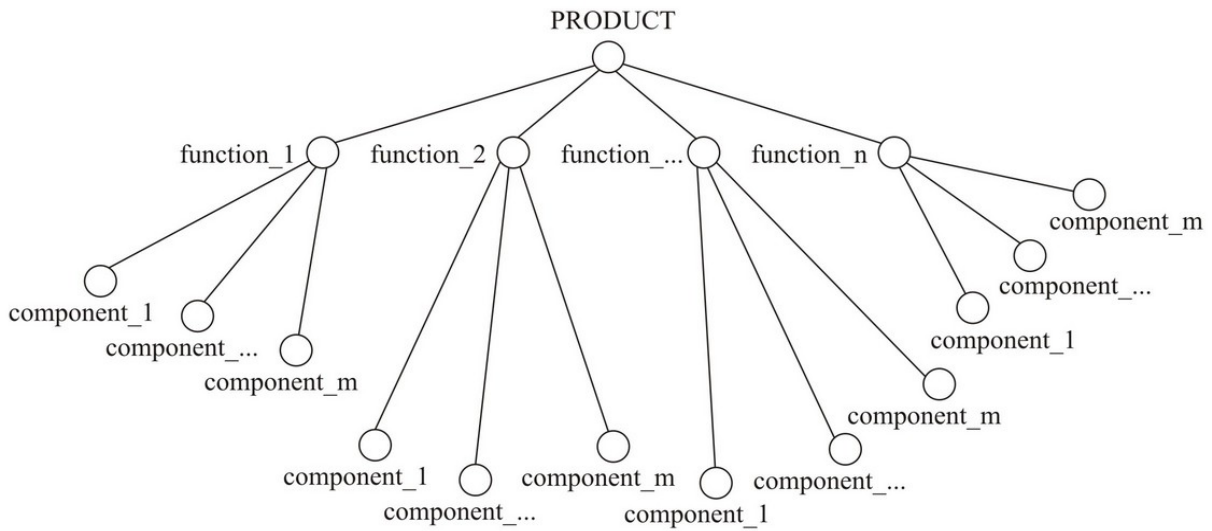 PRODUCT
function_1
function_2
function_...
function_n
component_1
component_...
component_m
component_1
component_...
component_m
component_1
component_...
component_m
component_1
component_...
component_m